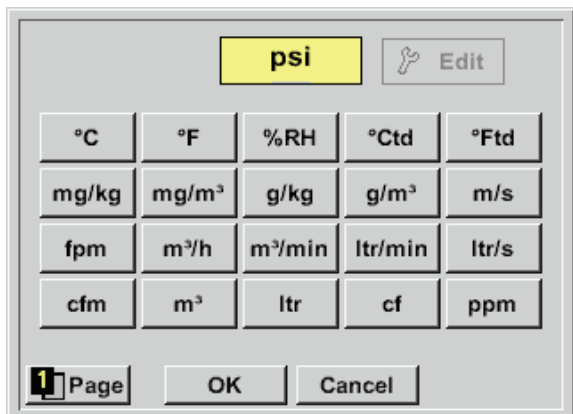 psi Edit
°C °F %RH °Ctd °Ftd
mg/kg mg/m³ g/kg g/m³ m/s
fpm m³/h m³/min ltr/min ltr/s
cfm m³ ltr cf ppm
1 Page OK Cancel